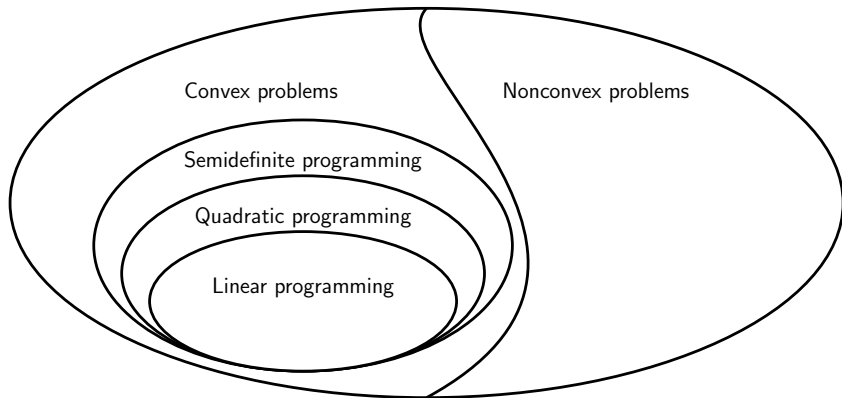 Convex problems
Nonconvex problems
Semidefinite programming
Quadratic programming
Linear programming